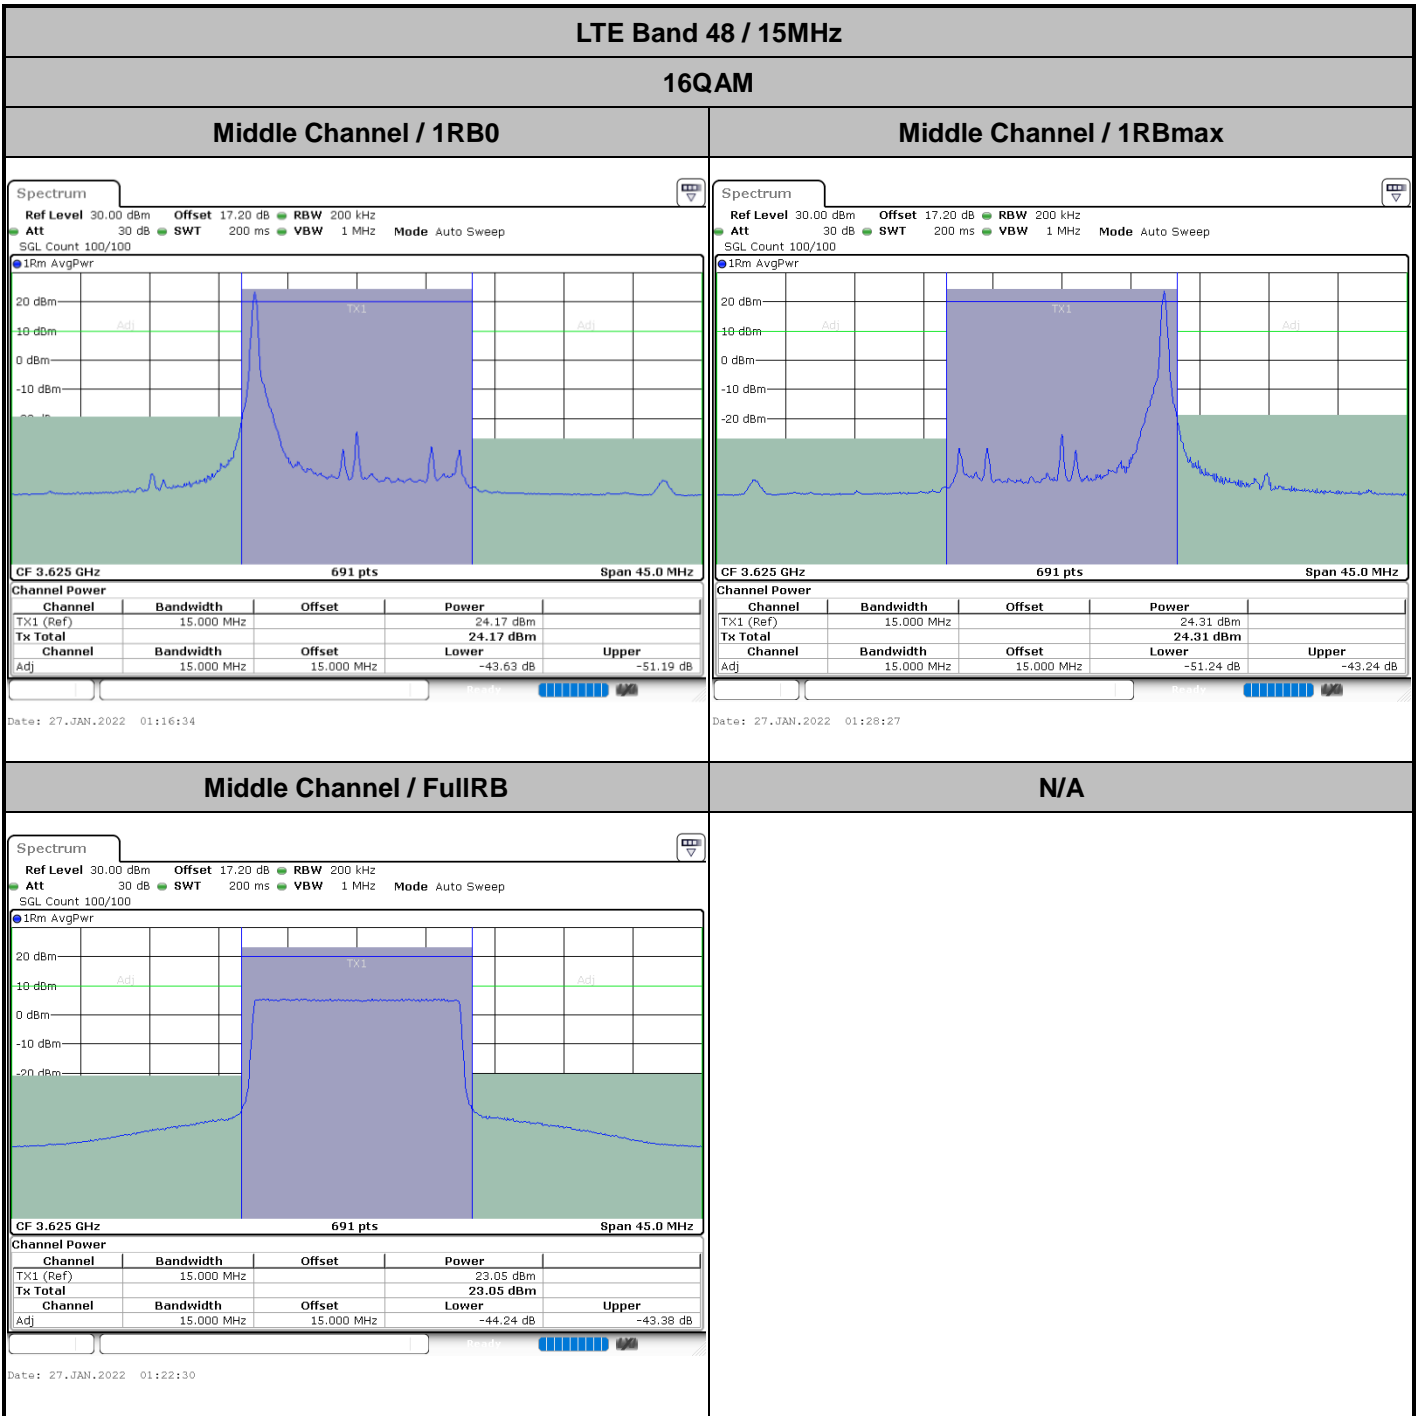 LTE Band 48 / 15MHz
16QAM
Middle Channel / 1RB0
Middle Channel / 1RBmax
Spectrum
Ref Level 30.00 dBm Offset 17.20 dB RBW 200 kHz
Att 30 dB SWT 200 ms VBW 1 MHz Mode Auto Sweep
SGL Count 100/100
1Rm AvgPwr
TX1
20 dBm
Adj
Adj
10 dBm
0 dBm
-10 dBm
CF 3.625 GHz 691 pts Span 45.0 MHz
Channel Power
Channel Bandwidth Offset Power
TX1 (Ref) 15.000 MHz 24.17 dBm
Tx Total 24.17 dBm
Channel Bandwidth Offset Lower Upper
Adj 15.000 MHz 15.000 MHz -43.63 dB -51.19 dB
Ready
Date: 27.JAN.2022 01:16:34
Spectrum
Ref Level 30.00 dBm Offset 17.20 dB RBW 200 kHz
Att 30 dB SWT 200 ms VBW 1 MHz Mode Auto Sweep
SGL Count 100/100
1Rm AvgPwr
TX1
20 dBm
Adj
Adj
10 dBm
0 dBm
-10 dBm
-20 dBm
CF 3.625 GHz 691 pts Span 45.0 MHz
Channel Power
Channel Bandwidth Offset Power
TX1 (Ref) 15.000 MHz 24.31 dBm
Tx Total 24.31 dBm
Channel Bandwidth Offset Lower Upper
Adj 15.000 MHz 15.000 MHz -51.24 dB -43.24 dB
Ready
Date: 27.JAN.2022 01:28:27
Middle Channel / FullRB
N/A
Spectrum
Ref Level 30.00 dBm Offset 17.20 dB RBW 200 kHz
Att 30 dB SWT 200 ms VBW 1 MHz Mode Auto Sweep
SGL Count 100/100
1Rm AvgPwr
20 dBm
TX1
Adj
Adj
10 dBm
0 dBm
-10 dBm
-20 dBm
CF 3.625 GHz 691 pts Span 45.0 MHz
Channel Power
Channel Bandwidth Offset Power
TX1 (Ref) 15.000 MHz 23.05 dBm
Tx Total 23.05 dBm
Channel Bandwidth Offset Lower Upper
Adj 15.000 MHz 15.000 MHz -44.24 dB -43.38 dB
Ready
Date: 27.JAN.2022 01:22:30